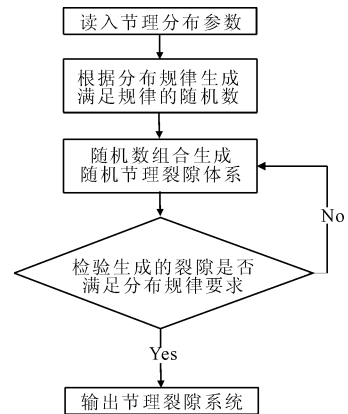 读入节理分布参数
根据分布规律生成
满足规律的随机数
随机数组合生成
随机节理裂隙体系
No
检验生成的裂隙是否
满足分布规律要求
Yes
输出节理裂隙系统